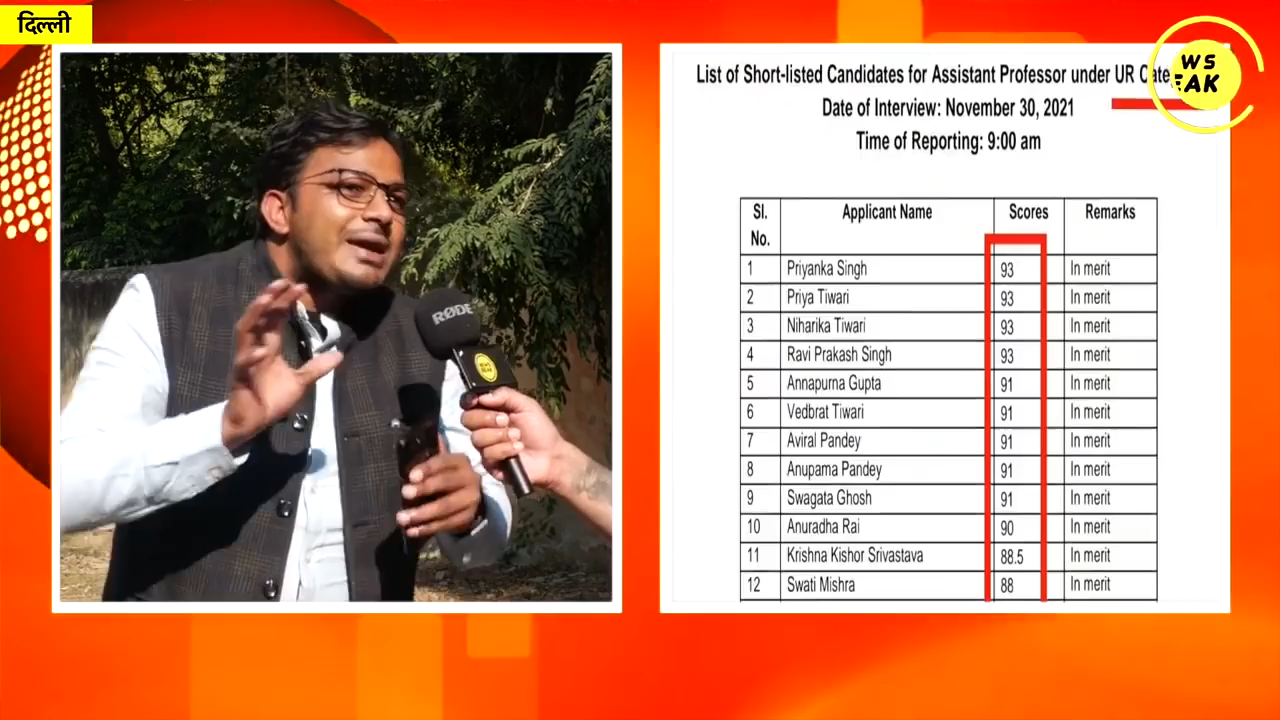 दिल्ली
WS
EAK
List of Short-listed Candidates for Assistant Professor under UR Cate
Date of Interview: November 30, 2021
Time of Reporting: 9:00 am
Sl. No. Applicant Name Scores Remarks
1 Priyanka Singh 93 In merit
2 Priya Tiwari 93 In merit
3 Niharika Tiwari 93 In merit
4 Ravi Prakash Singh 93 In merit
5 Annapurna Gupta 91 In merit
6 Vedbrat Tiwari 91 In merit
7 Aviral Pandey 91 In merit
8 Anupama Pandey 91 In merit
9 Swagata Ghosh 91 In merit
10 Anuradha Rai 90 In merit
11 Krishna Kishor Srivastava 88.5 In merit
12 Swati Mishra 88 In merit
RØDE